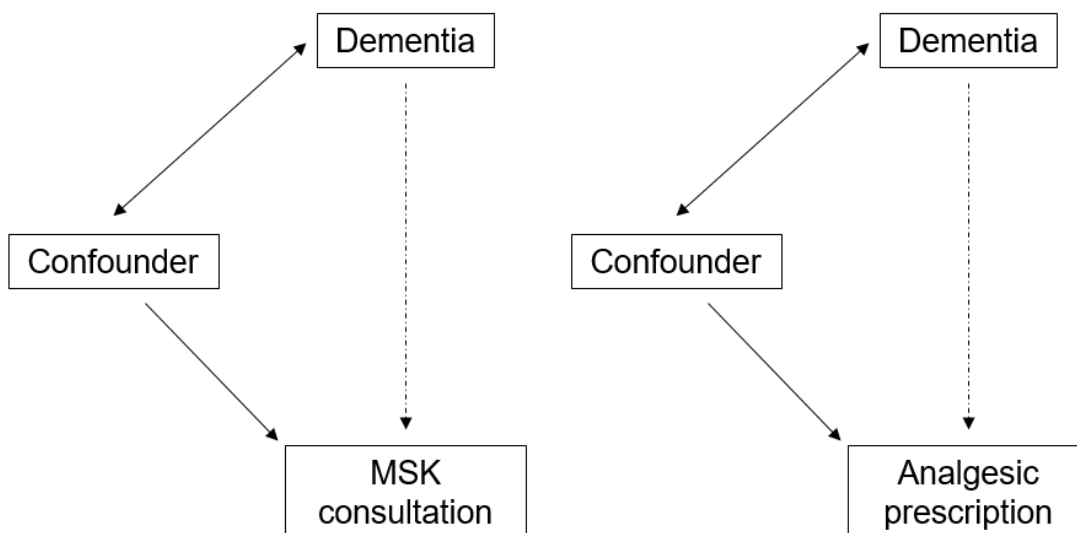 Dementia
Confounder
MSK
consultation
Dementia
Confounder
Analgesic
prescription